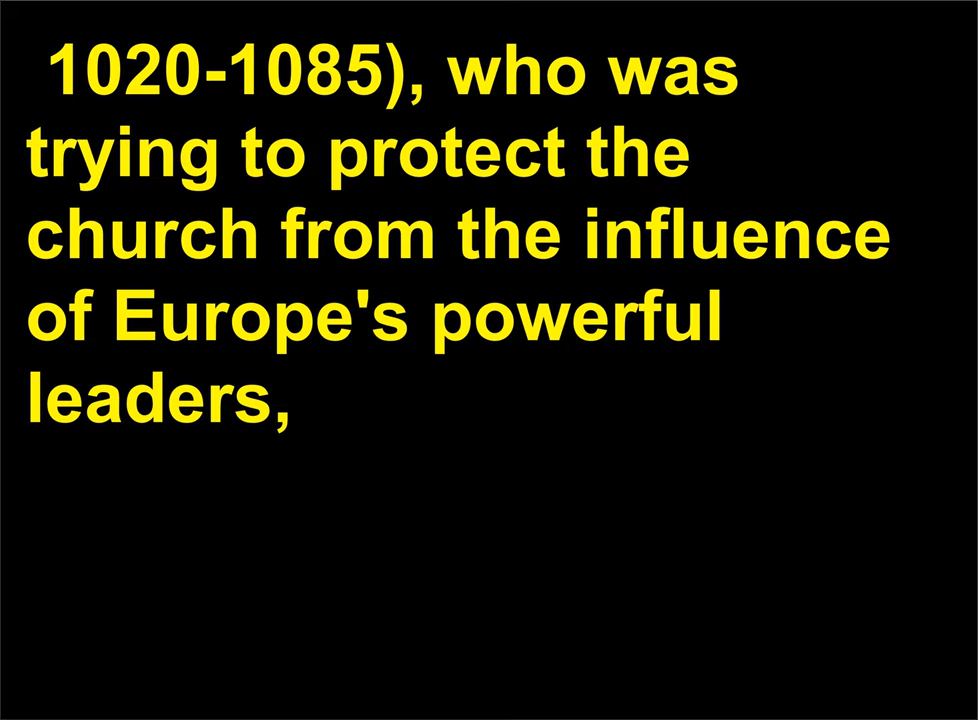 1020-1085), who was
trying to protect the
church from the influence
of Europe's powerful
leaders,